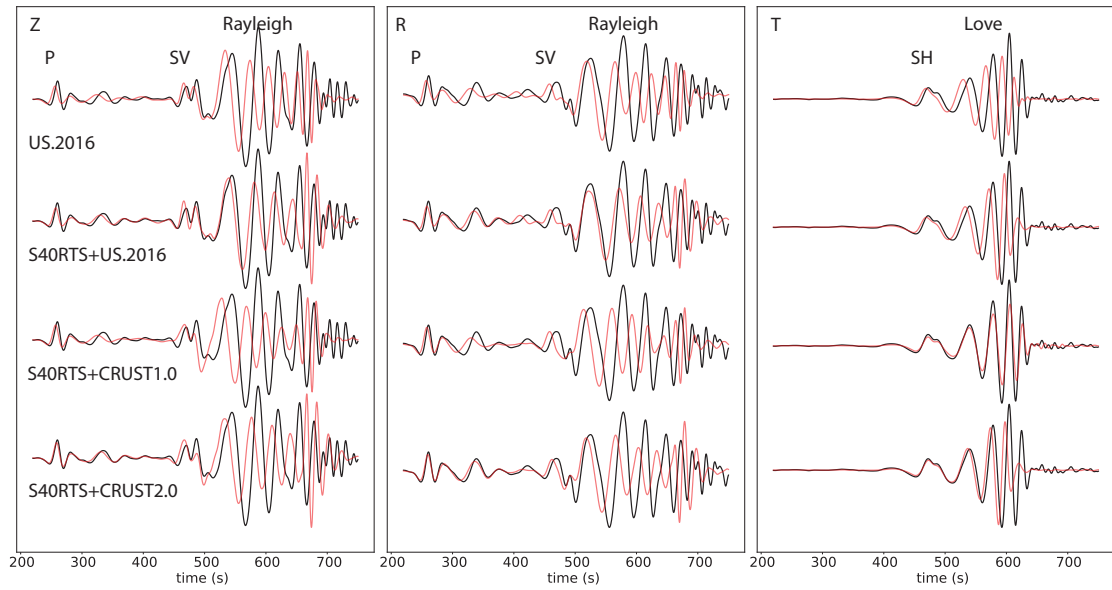 Z
Rayleigh
P
SV
US.2016
S40RTS+US.2016
S40RTS+CRUST1.0
S40RTS+CRUST2.0
200 300 400 500 600 700
time (s)
R
Rayleigh
P
SV
200 300 400 500 600 700
time (s)
T
Love
SH
200 300 400 500 600 700
time (s)